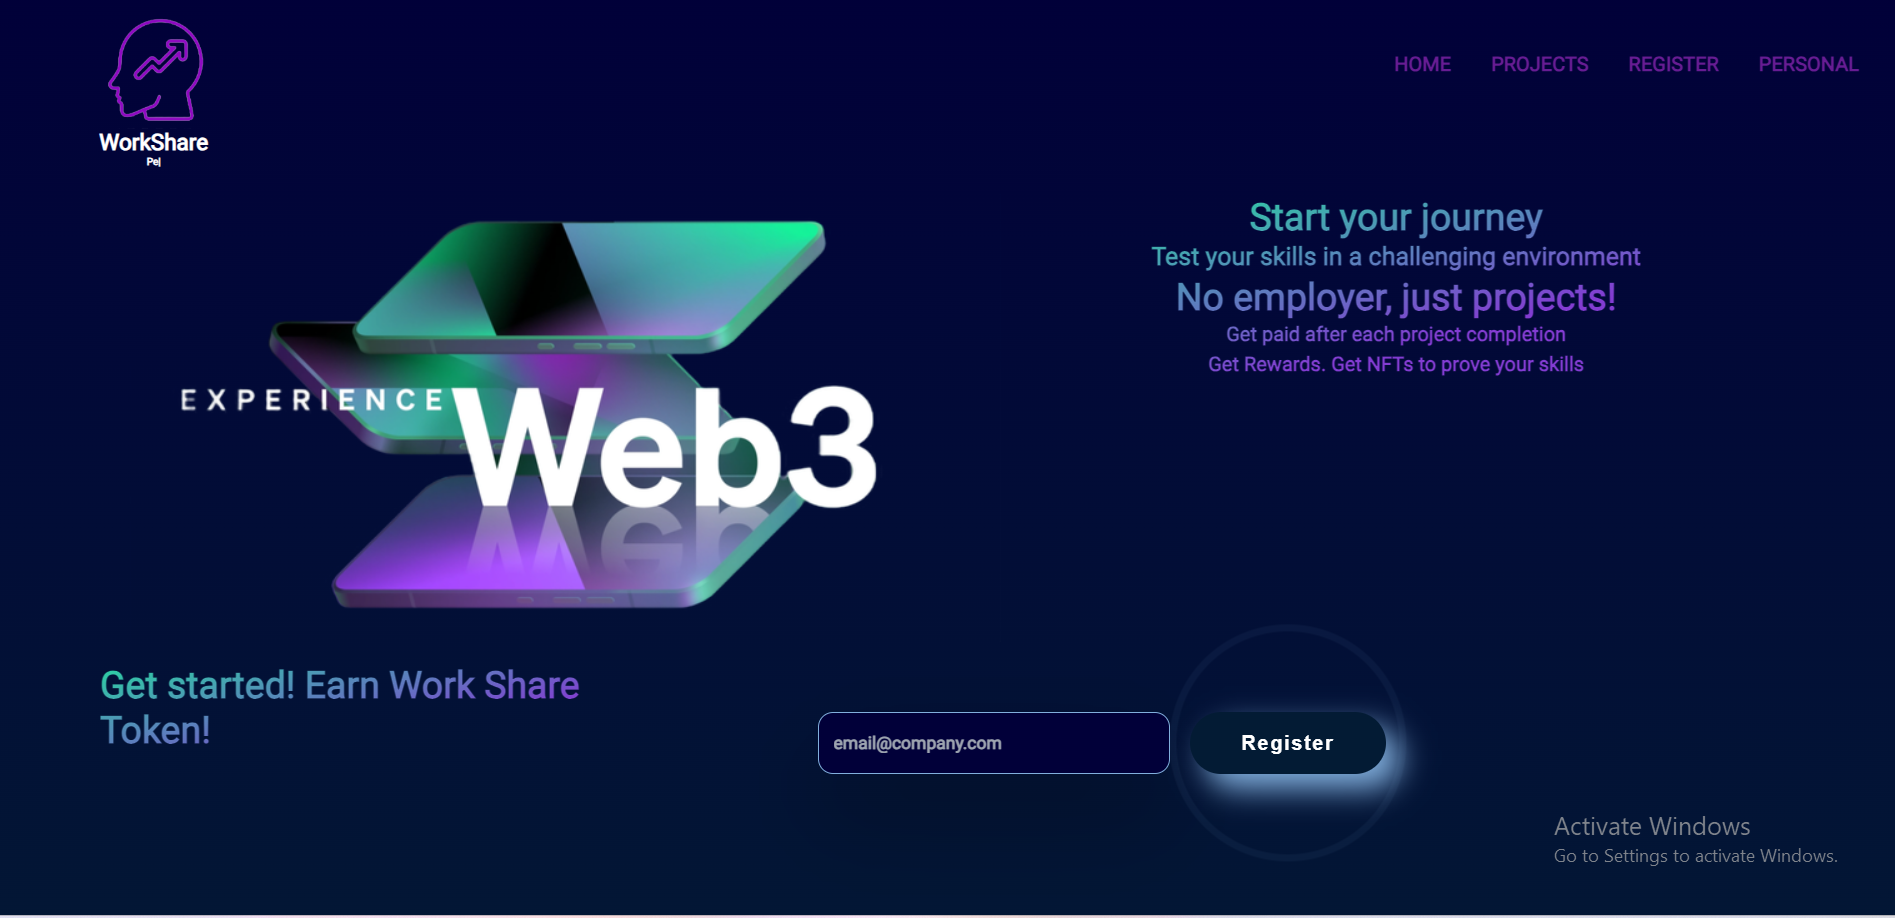 HOME PROJECTS REGISTER PERSONAL
WorkShare
Pe|
Start your journey
Test your skills in a challenging environment
No employer, just projects!
Get paid after each project completion
Get Rewards. Get NFTs to prove your skills
EXPERIENCE Web3
Get started! Earn Work Share
Token!
email@company.com
Register
Activate Windows
Go to Settings to activate Windows.